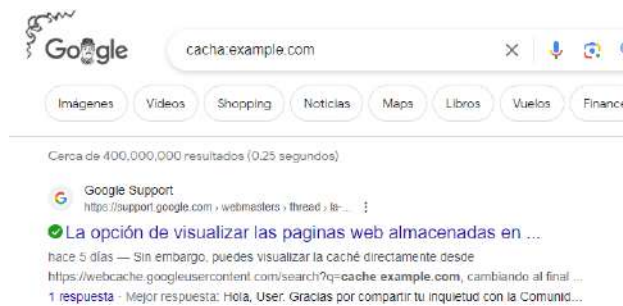 Google
cacha:example.com
Imágenes Videos Shopping Noticias Maps Libros Vuelos Finance
Cerca de 400,000,000 resultados (0.25 segundos)
Google Support
https://support.google.com › webmasters › thread › la-...
La opción de visualizar las paginas web almacenadas en ...
hace 5 días — Sin embargo, puedes visualizar la caché directamente desde
https://webcache.googleusercontent.com/search?q=cache example.com, cambiando al final ...
1 respuesta · Mejor respuesta: Hola, User. Gracias por compartir tu inquietud con la Comunid...